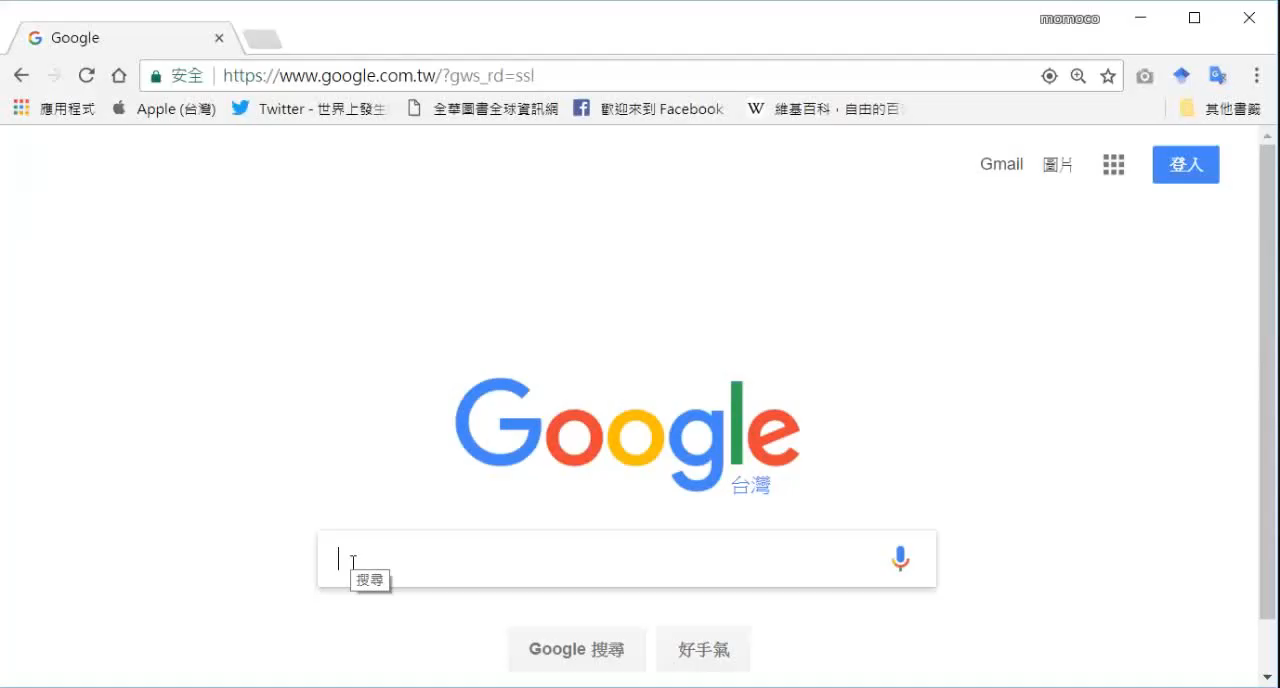 momoco
Google
安全 https://www.google.com.tw/?gws_rd=ssl
應用程式 Apple (台灣) Twitter - 世界上發生 全華圖書全球資訊網 歡迎來到 Facebook W 維基百科，自由的百 其他書籤
Gmail 圖片 登入
Google
台灣
搜尋
Google 搜尋 好手氣